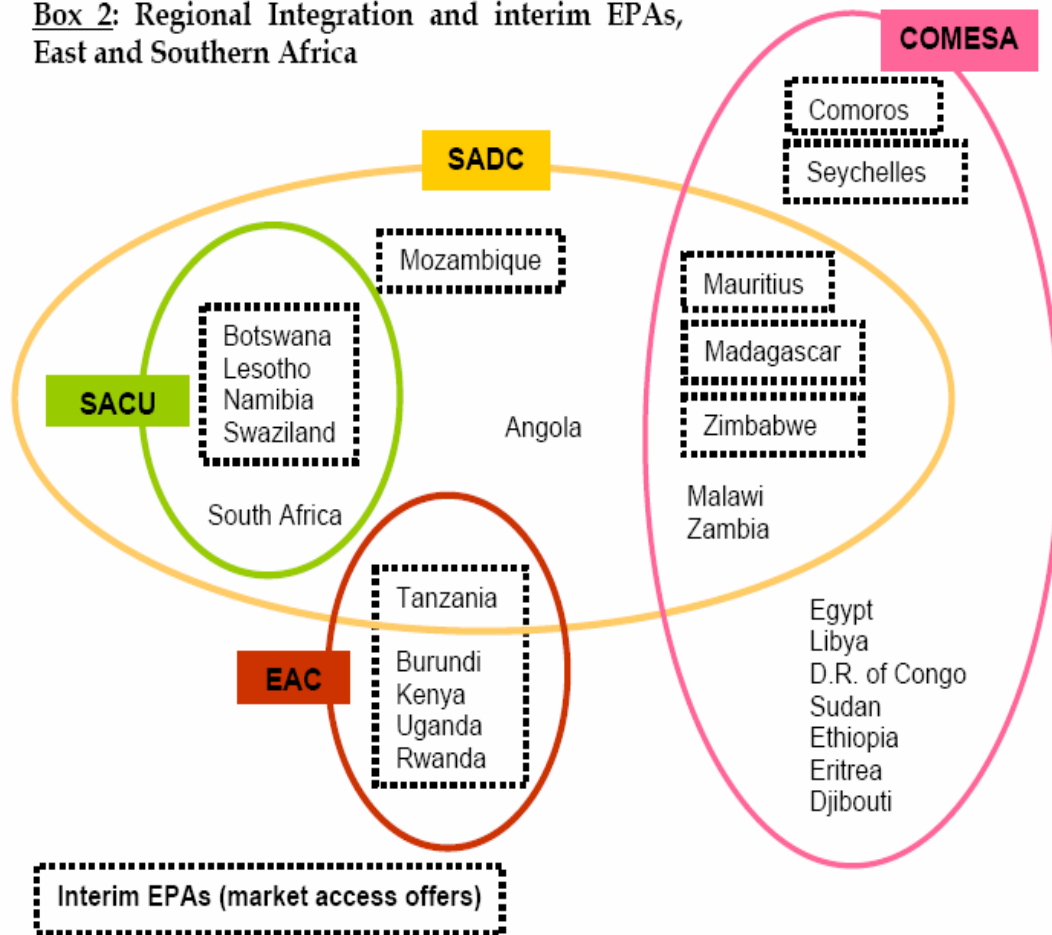 Box 2: Regional Integration and interim EPAs,
East and Southern Africa
COMESA
Comoros
Seychelles
SADC
Mozambique
Mauritius
Madagascar
Zimbabwe
Botswana
Lesotho
Namibia
Swaziland
SACU
Angola
South Africa
Malawi
Zambia
Tanzania
Burundi
Kenya
Uganda
Rwanda
EAC
Egypt
Libya
D.R. of Congo
Sudan
Ethiopia
Eritrea
Djibouti
Interim EPAs (market access offers)